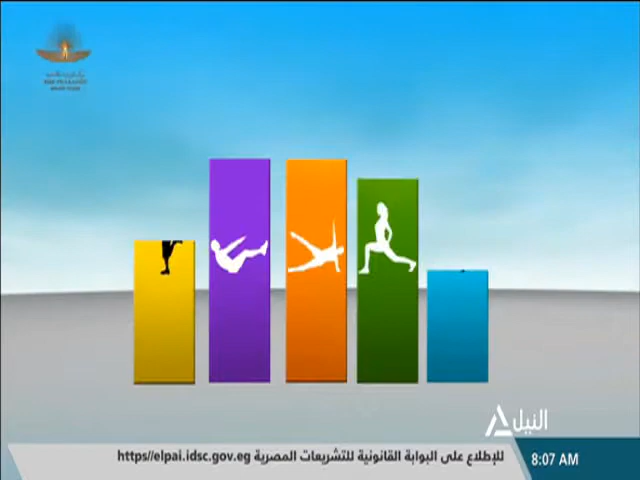 النيل
للإطلاع على البوابة القانونية للتشريعات المصرية https//elpai.idsc.gov.eg
8:07 AM